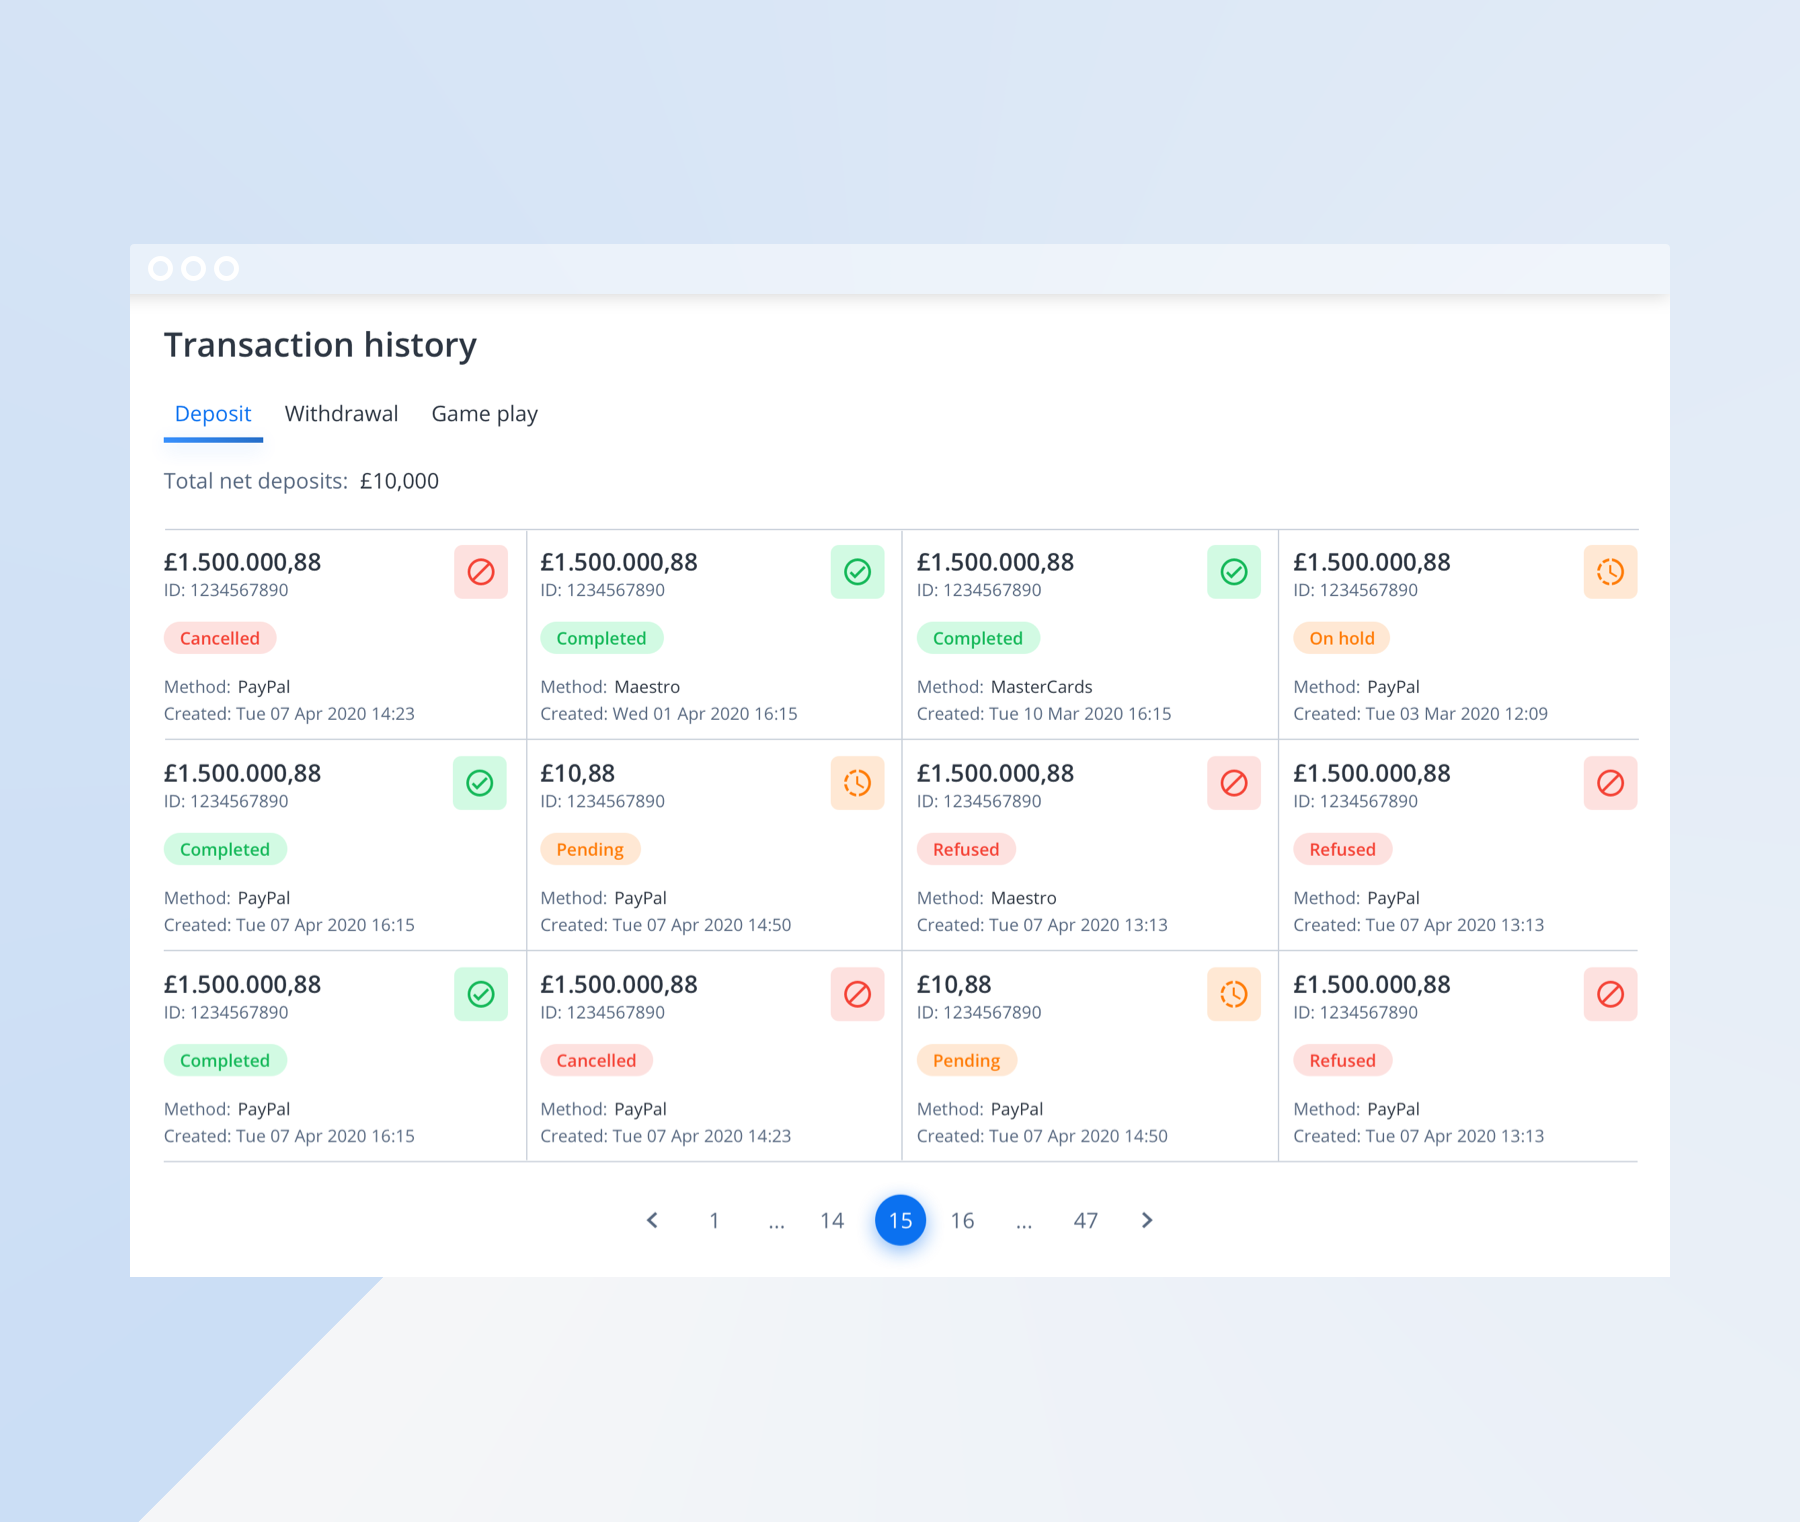 Transaction history
Deposit Withdrawal Game play
Total net deposits: £10,000
£1.500.000,88
ID: 1234567890
Cancelled
Method: PayPal
Created: Tue 07 Apr 2020 14:23
£1.500.000,88
ID: 1234567890
Completed
Method: Maestro
Created: Wed 01 Apr 2020 16:15
£1.500.000,88
ID: 1234567890
Completed
Method: MasterCards
Created: Tue 10 Mar 2020 16:15
£1.500.000,88
ID: 1234567890
On hold
Method: PayPal
Created: Tue 03 Mar 2020 12:09
£1.500.000,88
ID: 1234567890
Completed
Method: PayPal
Created: Tue 07 Apr 2020 16:15
£10,88
ID: 1234567890
Pending
Method: PayPal
Created: Tue 07 Apr 2020 14:50
£1.500.000,88
ID: 1234567890
Refused
Method: Maestro
Created: Tue 07 Apr 2020 13:13
£1.500.000,88
ID: 1234567890
Refused
Method: PayPal
Created: Tue 07 Apr 2020 13:13
£1.500.000,88
ID: 1234567890
Completed
Method: PayPal
Created: Tue 07 Apr 2020 16:15
£1.500.000,88
ID: 1234567890
Cancelled
Method: PayPal
Created: Tue 07 Apr 2020 14:23
£10,88
ID: 1234567890
Pending
Method: PayPal
Created: Tue 07 Apr 2020 14:50
£1.500.000,88
ID: 1234567890
Refused
Method: PayPal
Created: Tue 07 Apr 2020 13:13
1 ... 14 15 16 ... 47